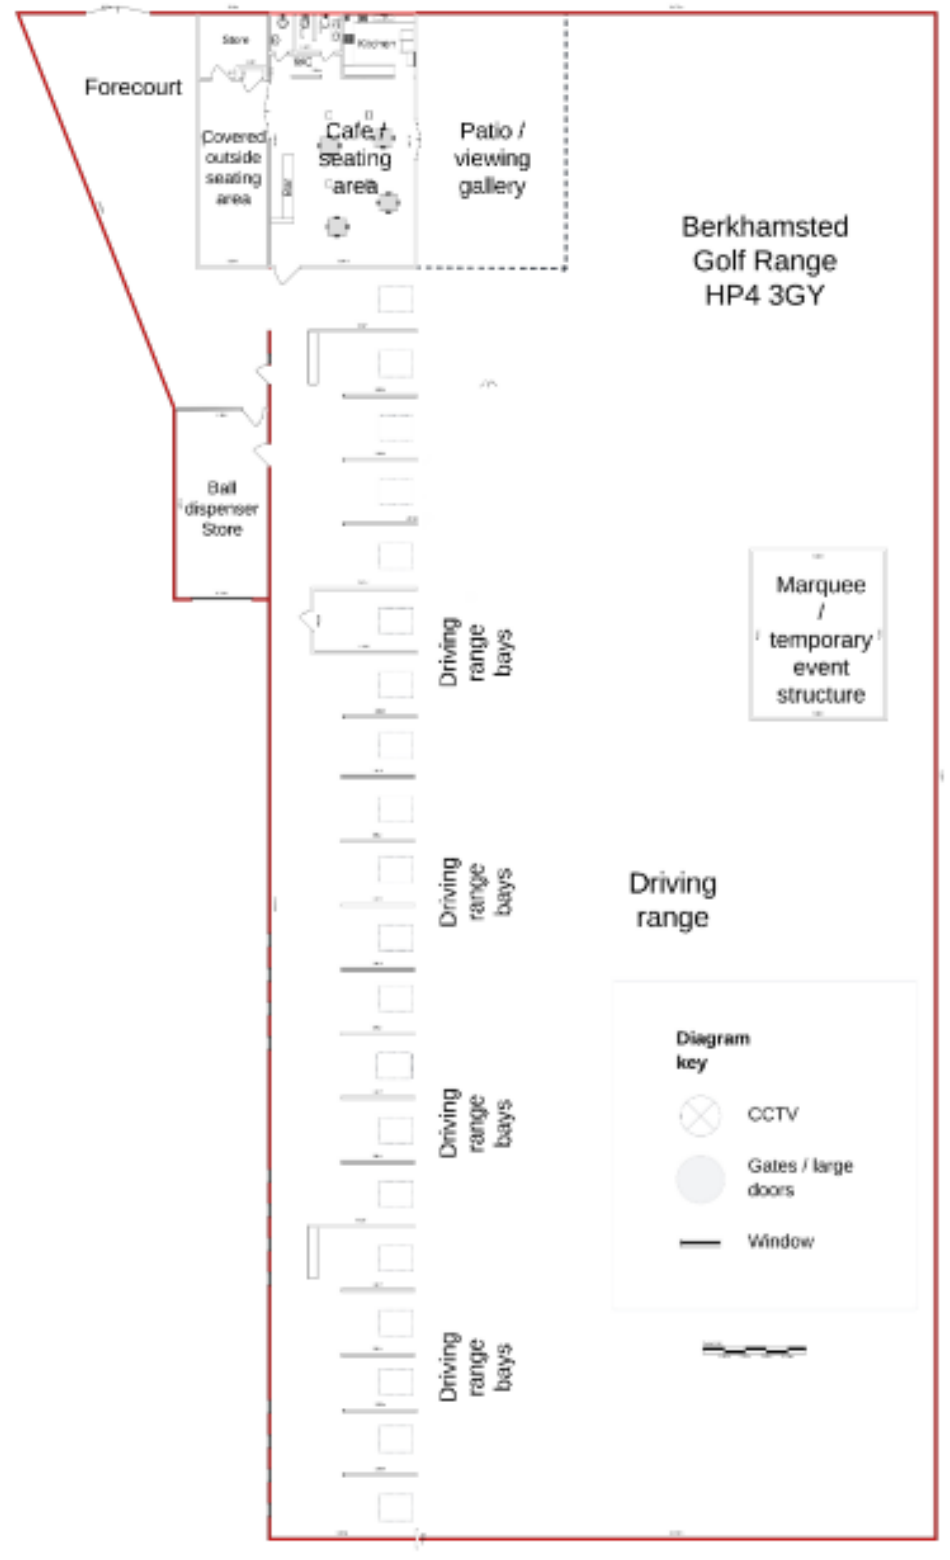 Store
Kitchen
WC
Forecourt
Covered
outside
seating
area
Cafe /
seating
area
Bar
Patio /
viewing
gallery
Berkhamsted
Golf Range
HP4 3GY
Ball
dispenser
Store
Marquee
/
temporary
event
structure
Driving
range
bays
Driving
range
bays
Driving
range
Diagram
key
CCTV
Gates / large
doors
Window
Driving
range
bays
Driving
range
bays